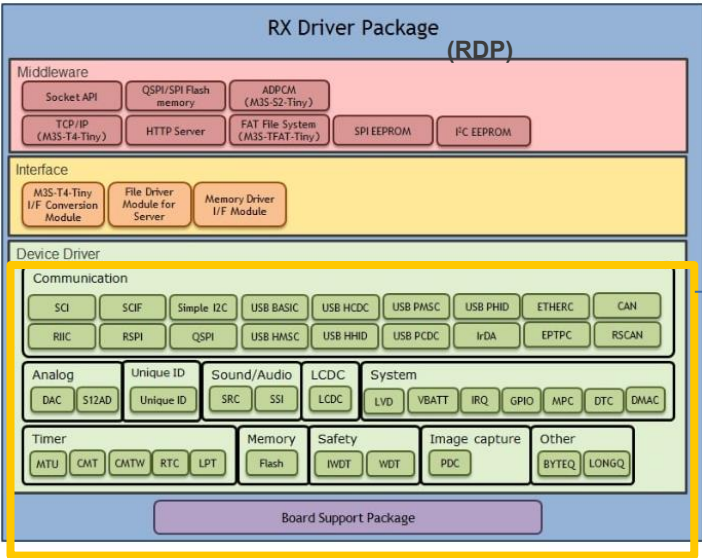 RX Driver Package
(RDP)
Middleware
Socket API
QSPI/SPI Flash
memory
ADPCM
(M3S-S2-Tiny)
TCP/IP
(M3S-T4-Tiny)
HTTP Server
FAT File System
(M3S-TFAT-Tiny)
SPI EEPROM
I²C EEPROM
Interface
M3S-T4-Tiny
I/F Conversion
Module
File Driver
Module for
Server
Memory Driver
I/F Module
Device Driver
Communication
SCI
SCIF
Simple I2C
USB BASIC
USB HCDC
USB PMSC
USB PHID
ETHERC
CAN
RIIC
RSPI
QSPI
USB HMSC
USB HHID
USB PCDC
IrDA
EPTPC
RSCAN
Analog
DAC
S12AD
Unique ID
Unique ID
Sound/Audio
SRC
SSI
LCDC
LCDC
System
LVD
VBATT
IRQ
GPIO
MPC
DTC
DMAC
Timer
MTU
CMT
CMTW
RTC
LPT
Memory
Flash
Safety
IWDT
WDT
Image capture
PDC
Other
BYTEQ
LONGQ
Board Support Package